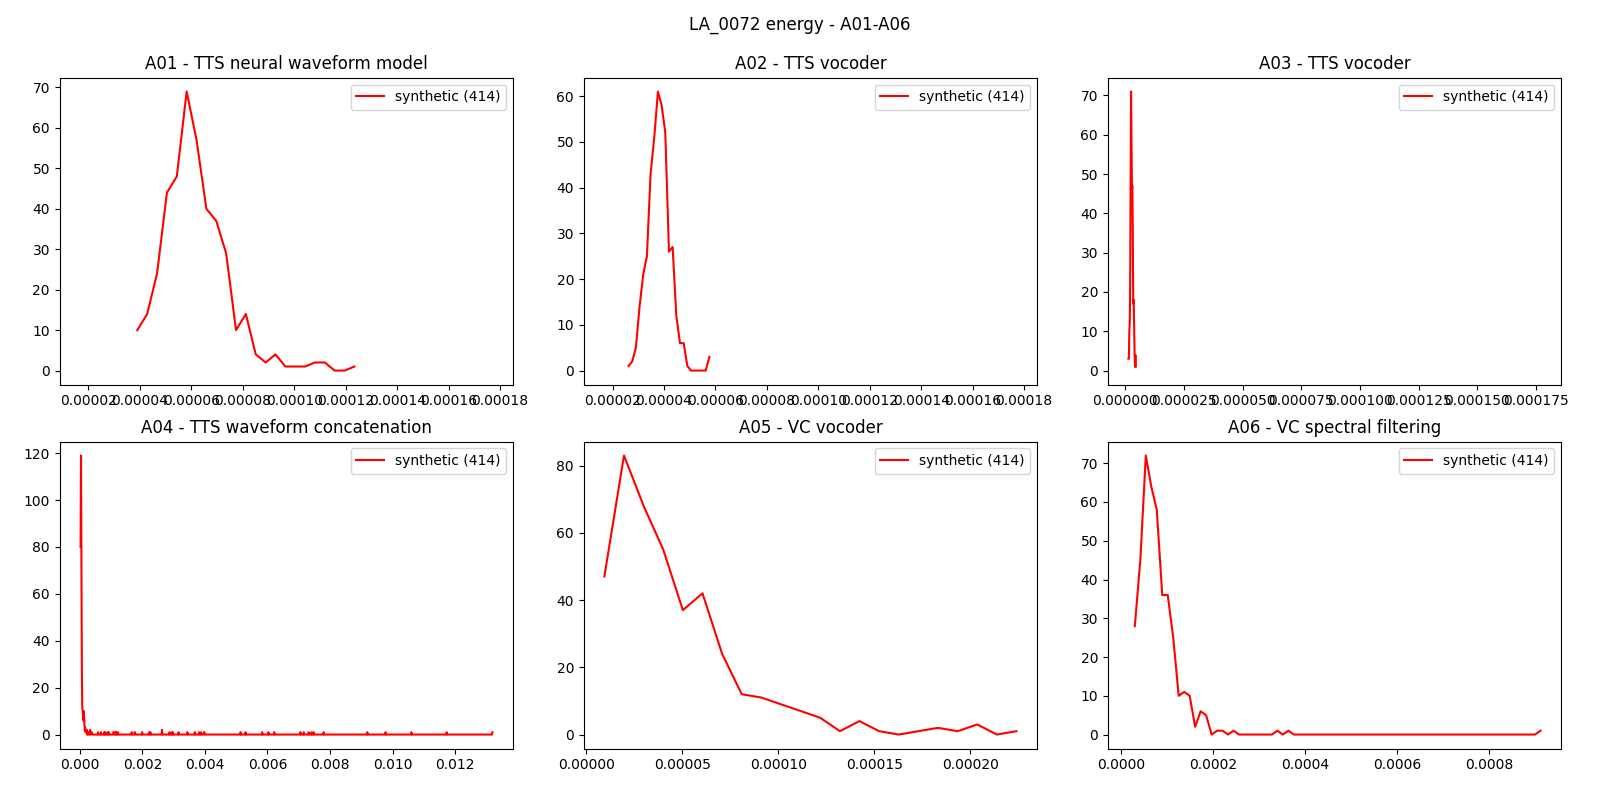 LA_0072 energy - A01-A06
A01 - TTS neural waveform model
A02 - TTS vocoder
A03 - TTS vocoder
synthetic (414)
synthetic (414)
synthetic (414)
70
60
50
40
30
20
10
0
60
50
40
30
20
10
0
70
60
50
40
30
20
10
0
0.00002 0.00004 0.00006 0.00008 0.00010 0.00012 0.00014 0.00016 0.00018
0.00002 0.00004 0.00006 0.00008 0.00010 0.00012 0.00014 0.00016 0.00018
0.000000 0.000025 0.000050 0.000075 0.000100 0.000125 0.000150 0.000175
A04 - TTS waveform concatenation
A05 - VC vocoder
A06 - VC spectral filtering
synthetic (414)
synthetic (414)
synthetic (414)
120
100
80
60
40
20
0
80
60
40
20
0
70
60
50
40
30
20
10
0
0.000 0.002 0.004 0.006 0.008 0.010 0.012
0.00000 0.00005 0.00010 0.00015 0.00020
0.0000 0.0002 0.0004 0.0006 0.0008